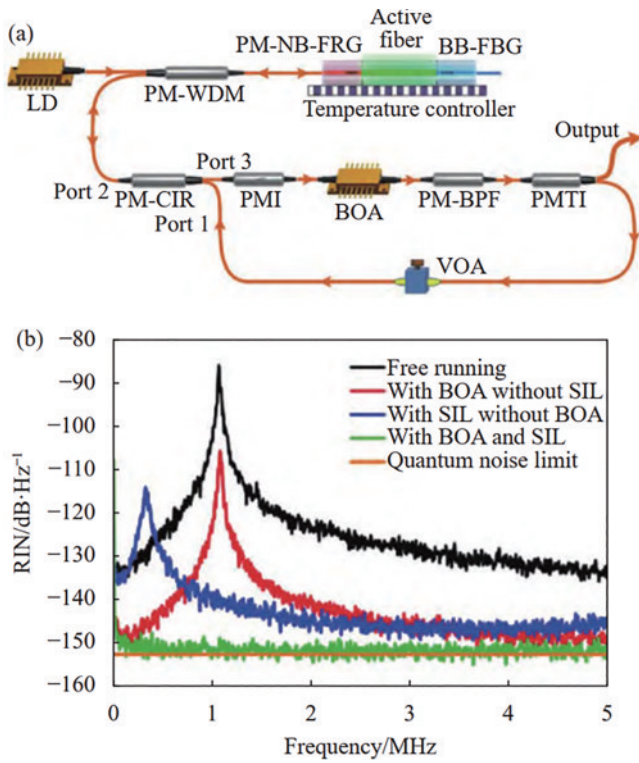 (a)
PM-NB-FRG
Active
fiber
BB-FBG
LD
PM-WDM
Temperature controller
Output
Port 3
Port 2
PM-CIR
PMI
BOA
PM-BPF
PMTI
Port 1
VOA
(b)
−80
−90
−100
−110
−120
−130
−140
−150
−160
RIN/dB·Hz⁻¹
Free running
With BOA without SIL
With SIL without BOA
With BOA and SIL
Quantum noise limit
0 1 2 3 4 5
Frequency/MHz